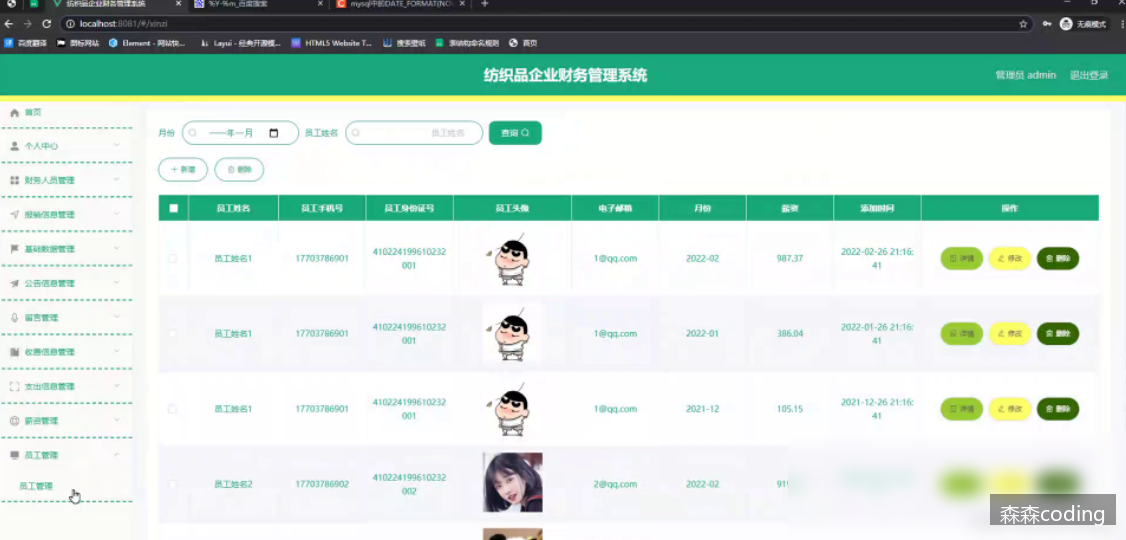 纺织品企业财务管理系统
%Y-%m_百度搜索
mysql中的DATE_FORMAT(NO
localhost:8081/#/xinzi
无痕模式
百度翻译 图标网站 Element - 网站快... Layui - 经典开源模... HTML5 Website T... 搜索壁纸 首页
纺织品企业财务管理系统
管理员 admin 退出登录
首页
个人中心
财务人员管理
报销信息管理
基础数据管理
公告信息管理
留言管理
收费信息管理
支出信息管理
薪资管理
员工管理
员工管理
月份 ----年--月 员工姓名 员工姓名 查询
+ 新增 删除
员工姓名 员工手机号 员工身份证号 员工头像 电子邮箱 月份 薪资 添加时间 操作
员工姓名1 17703786901 410224199610232001 1@qq.com 2022-02 987.37 2022-02-26 21:16:41 详情 修改 删除
员工姓名1 17703786901 410224199610232001 1@qq.com 2022-01 386.04 2022-01-26 21:16:41 详情 修改 删除
员工姓名1 17703786901 410224199610232001 1@qq.com 2021-12 105.15 2021-12-26 21:16:41 详情 修改 删除
员工姓名2 17703786902 410224199610232002 2@qq.com 2022-02
森森coding